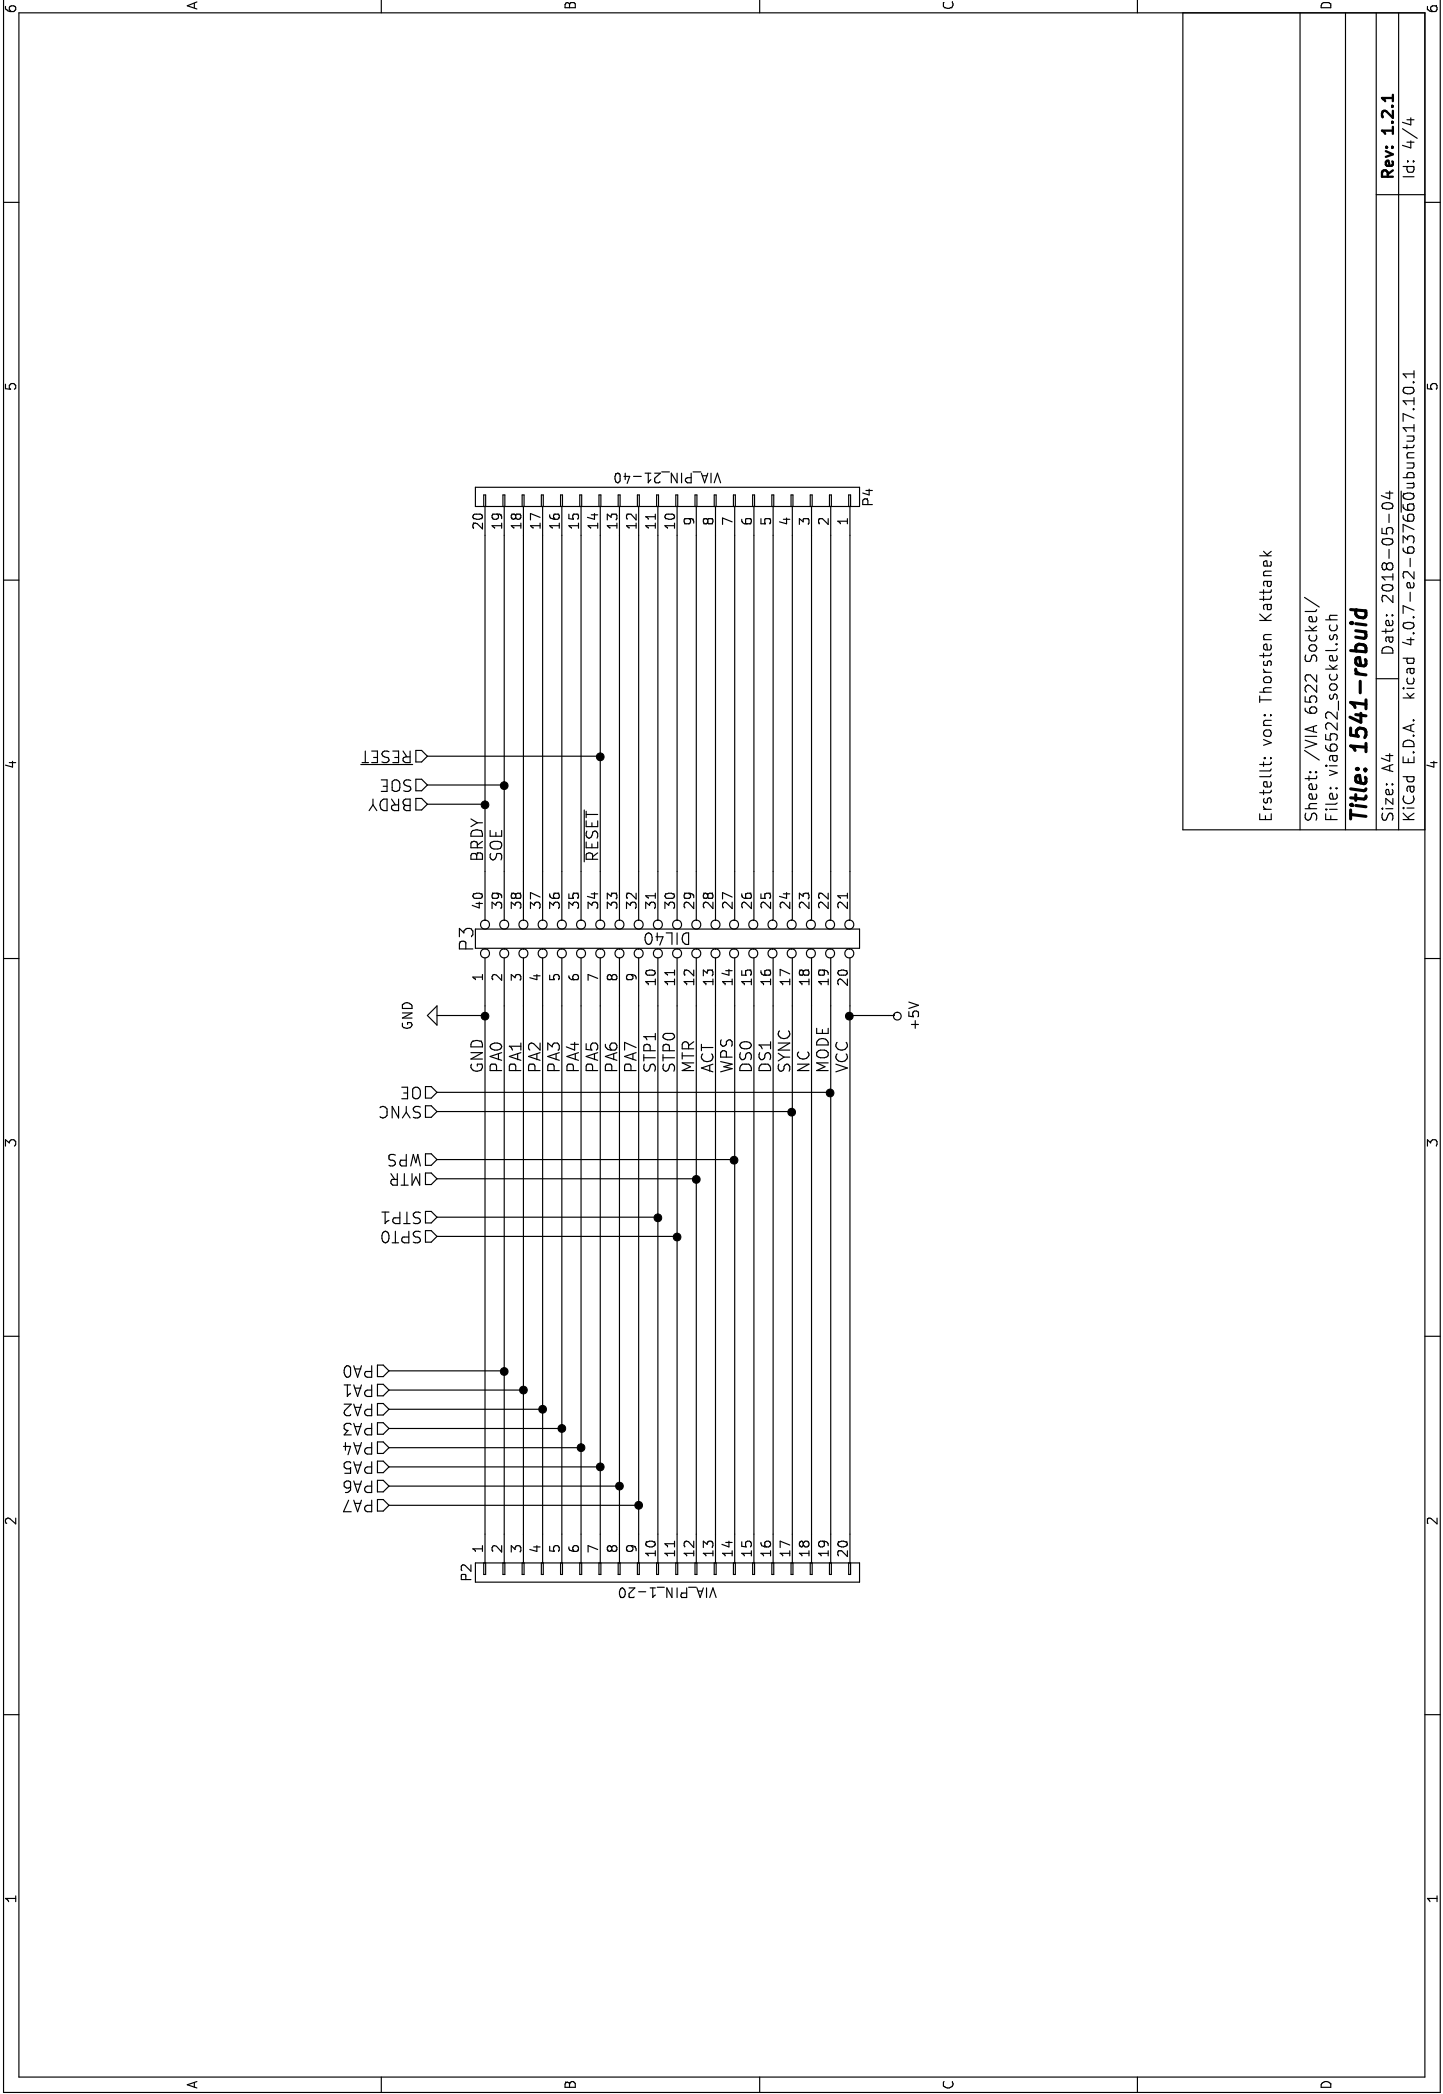 1
2
3
4
5
6
1
2
3
4
5
6
A
B
C
D
A
B
C
D
PA7
PA6
PA5
PA4
PA3
PA2
PA1
PA0
SPT0
STP1
MTR
WPS
SYNC
OE
GND
BRDY
SOE
RESET
P2
VIA_PIN_1-20
1
2
3
4
5
6
7
8
9
10
11
12
13
14
15
16
17
18
19
20
GND
PA0
PA1
PA2
PA3
PA4
PA5
PA6
PA7
STP1
STP0
MTR
ACT
WPS
DS0
DS1
SYNC
NC
MODE
VCC
+5V
1
2
3
4
5
6
7
8
9
10
11
12
13
14
15
16
17
18
19
20
P3
DIL40
40
39
38
37
36
35
34
33
32
31
30
29
28
27
26
25
24
23
22
21
BRDY
SOE
RESET
20
19
18
17
16
15
14
13
12
11
10
9
8
7
6
5
4
3
2
1
VIA_PIN_21-40
P4
Erstellt: von: Thorsten Kattanek
Sheet: /VIA 6522 Sockel/
File: via6522_sockel.sch
Title: 1541-rebuid
Size: A4 Date: 2018-05-04 Rev: 1.2.1
KiCad E.D.A. kicad 4.0.7-e2-637660ubuntu17.10.1 Id: 4/4